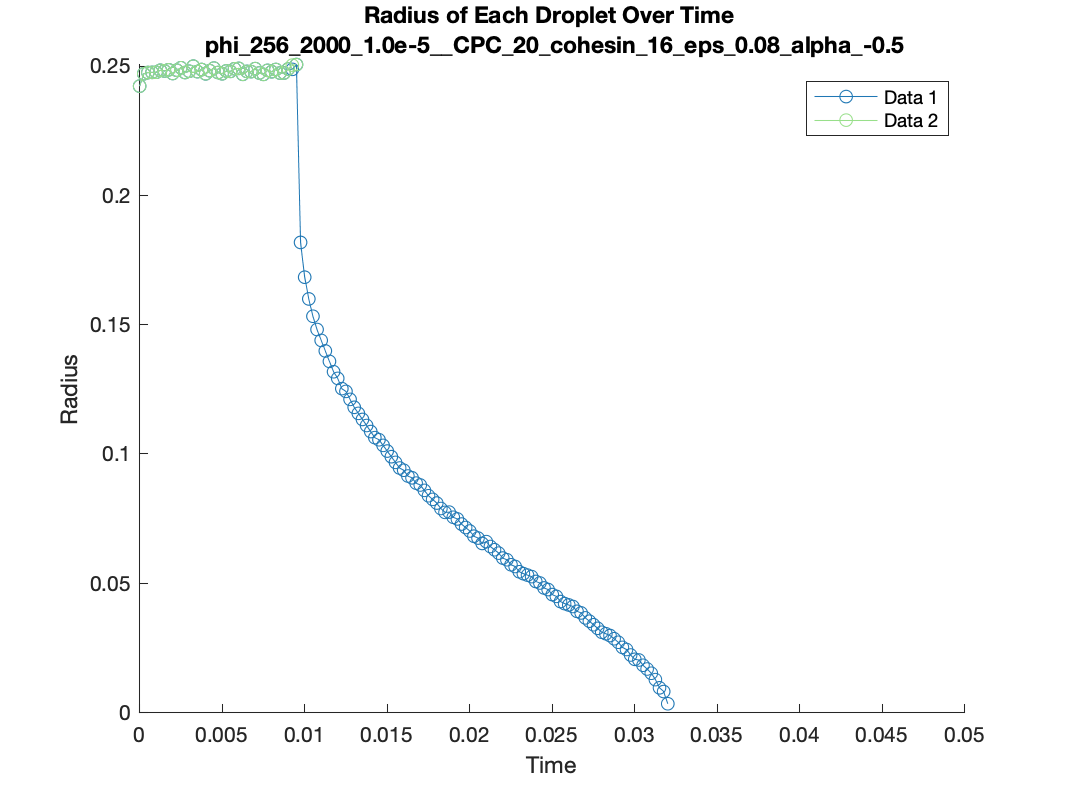 Radius of Each Droplet Over Time
phi_256_2000_1.0e-5__CPC_20_cohesin_16_eps_0.08_alpha_-0.5
0.25
0.2
0.15
0.1
0.05
0
Radius
Data 1
Data 2
0 0.005 0.01 0.015 0.02 0.025 0.03 0.035 0.04 0.045 0.05
Time